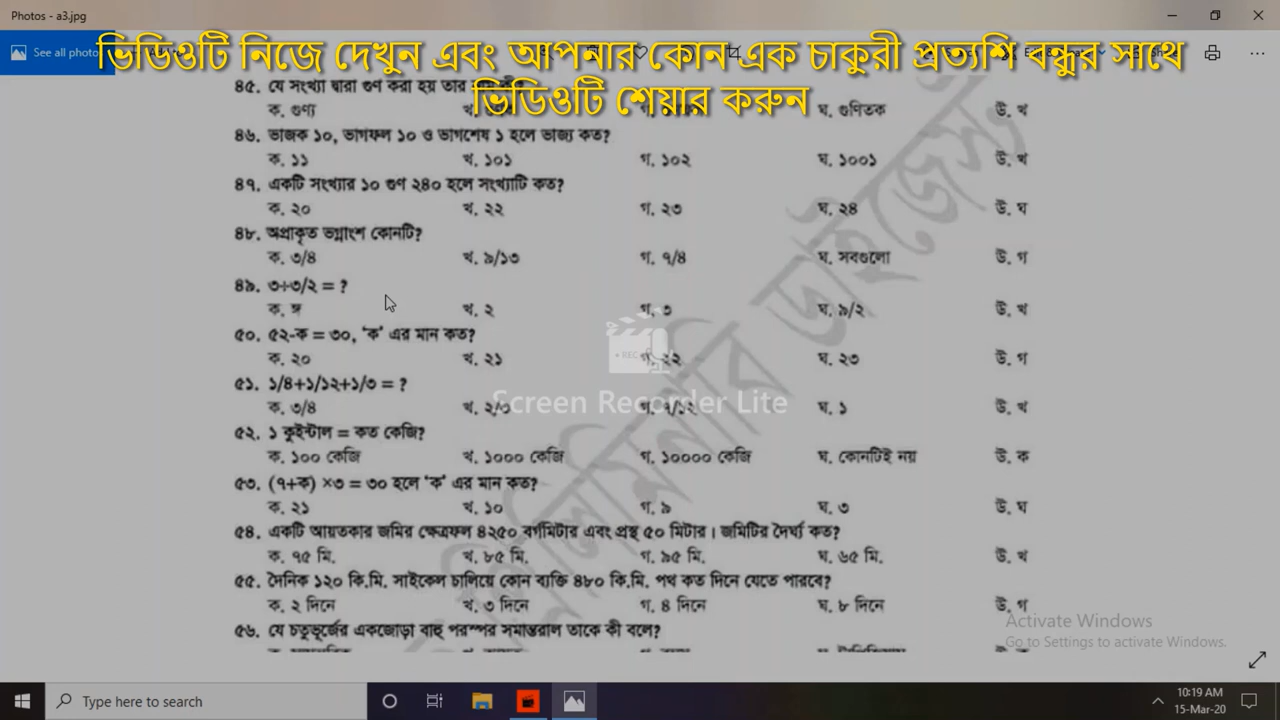 Photos - a3.jpg
See all photo
ভিডিওটি নিজে দেখুন এবং আপনার কোন এক চাকুরী প্রত্যশি বন্ধুর সাথে
ভিডিওটি শেয়ার করুন
৪৫. যে সংখ্যা দ্বারা গুণ করা হয় তার
ক. গুণ্য ঘ. গুণিতক উ. খ
৪৬. ভাজক ১০, ভাগফল ১০ ও ভাগশেষ ১ হলে ভাজ্য কত?
ক. ১১ খ. ১০১ গ. ১০২ ঘ. ১০০১ উ. খ
৪৭. একটি সংখ্যার ১০ গুণ ২৪০ হলে সংখ্যাটি কত?
ক. ২০ খ. ২২ গ. ২৩ ঘ. ২৪ উ. ঘ
৪৮. অপ্রাকৃত ভগ্নাংশ কোনটি?
ক. ৩/৪ খ. ৯/১৩ গ. ৭/৪ ঘ. সবগুলো উ. গ
৪৯. ৩÷৩/২ = ?
ক. ঙ্গ খ. ২ গ. ৩ ঘ. ৯/২ উ. খ
৫০. ৫২-ক = ৩০, ‘ক’ এর মান কত?
ক. ২০ খ. ২১ গ. ২২ ঘ. ২৩ উ. গ
৫১. ১/৪+১/১২+১/৩ = ?
ক. ৩/৪ খ. ২/৩ গ. ৭/১২ ঘ. ১ উ. খ
৫২. ১ কুইন্টাল = কত কেজি?
ক. ১০০ কেজি খ. ১০০০ কেজি গ. ১০০০০ কেজি ঘ. কোনটিই নয় উ. ক
৫৩. (৭+ক) ×৩ = ৩০ হলে ‘ক’ এর মান কত?
ক. ২১ খ. ১০ গ. ৯ ঘ. ৩ উ. ঘ
৫৪. একটি আয়তকার জমির ক্ষেত্রফল ৪২৫০ বর্গমিটার এবং প্রস্থ ৫০ মিটার। জমিটির দৈর্ঘ্য কত?
ক. ৭৫ মি. খ. ৮৫ মি. গ. ৯৫ মি. ঘ. ৬৫ মি. উ. খ
৫৫. দৈনিক ১২০ কি.মি. সাইকেল চালিয়ে কোন ব্যক্তি ৪৮০ কি.মি. পথ কত দিনে যেতে পারবে?
ক. ২ দিনে খ. ৩ দিনে গ. ৪ দিনে ঘ. ৮ দিনে উ. গ
৫৬. যে চতুর্ভূজের একজোড়া বাহু পরস্পর সমান্তরাল তাকে কী বলে?
REC
Screen Recorder Lite
Activate Windows
Go to Settings to activate Windows.
Type here to search
10:19 AM
15-Mar-20